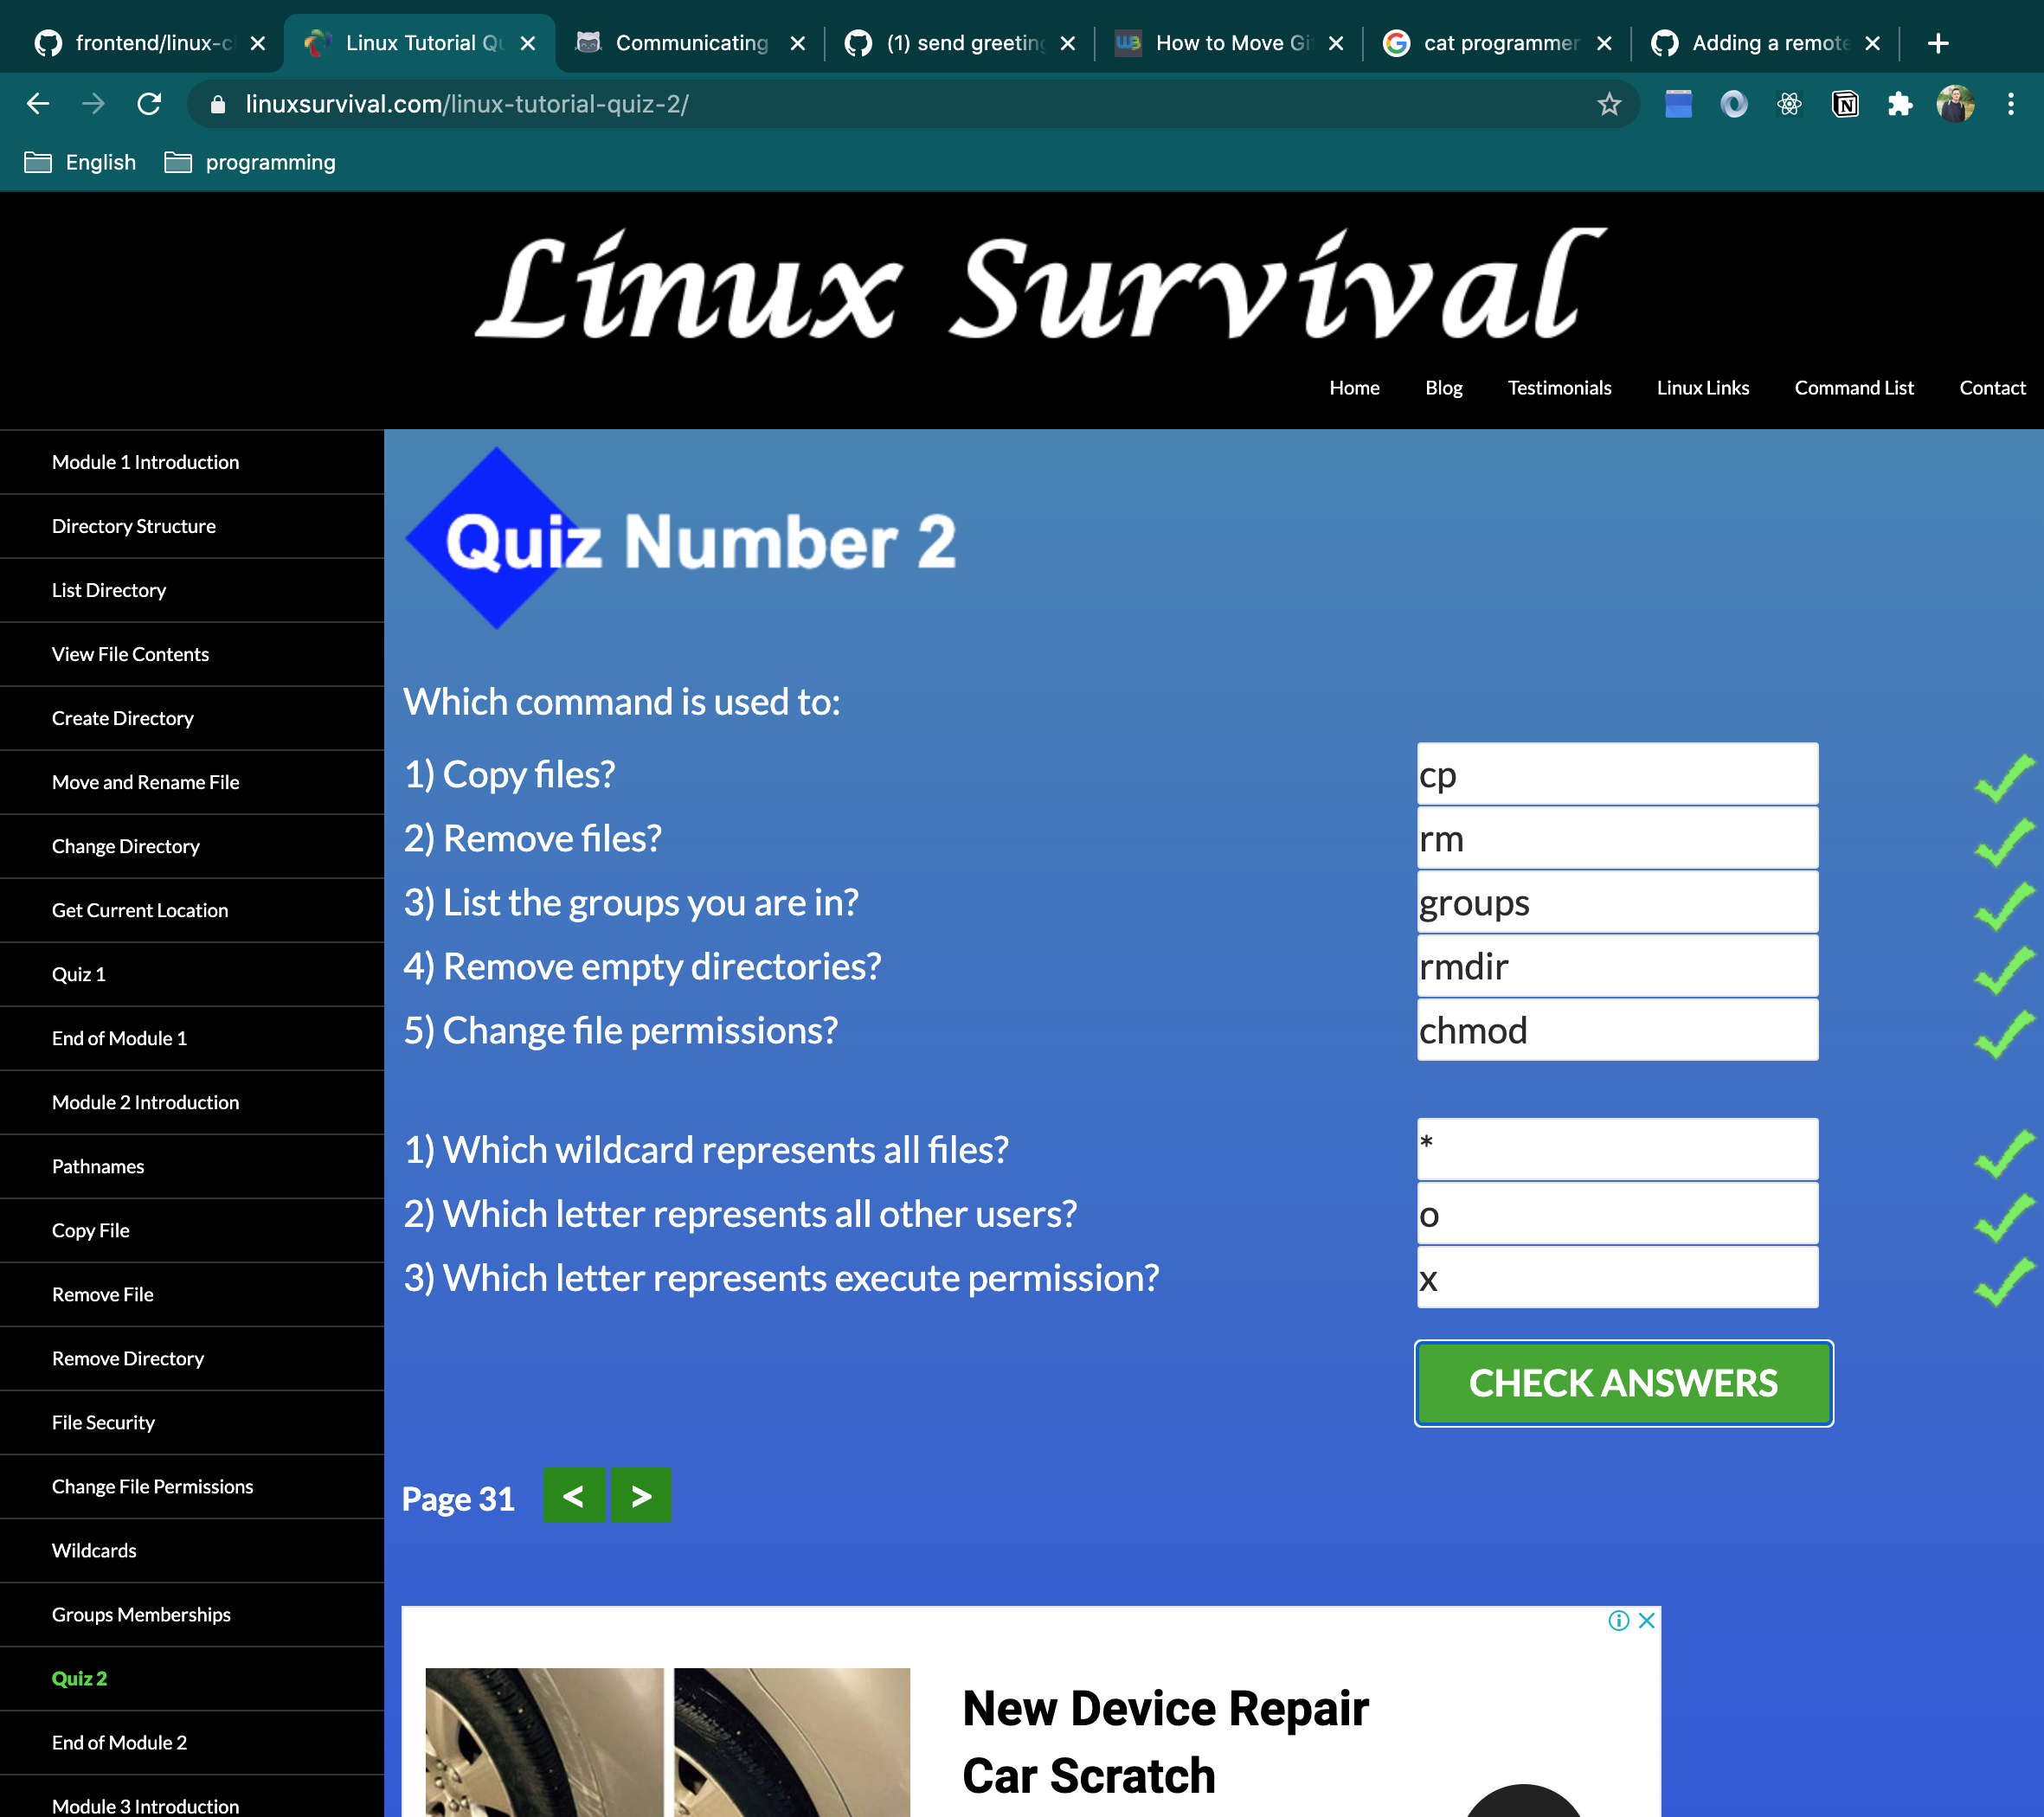 frontend/linux-c
Linux Tutorial Qu
Communicating
(1) send greeting
How to Move Gi
cat programmer
Adding a remote
linuxsurvival.com/linux-tutorial-quiz-2/
English
programming
Linux Survival
Home
Blog
Testimonials
Linux Links
Command List
Contact
Module 1 Introduction
Directory Structure
List Directory
View File Contents
Create Directory
Move and Rename File
Change Directory
Get Current Location
Quiz 1
End of Module 1
Module 2 Introduction
Pathnames
Copy File
Remove File
Remove Directory
File Security
Change File Permissions
Wildcards
Groups Memberships
Quiz 2
End of Module 2
Module 3 Introduction
Quiz Number 2
Which command is used to:
1) Copy files?
cp
2) Remove files?
rm
3) List the groups you are in?
groups
4) Remove empty directories?
rmdir
5) Change file permissions?
chmod
1) Which wildcard represents all files?
*
2) Which letter represents all other users?
o
3) Which letter represents execute permission?
x
CHECK ANSWERS
Page 31
<
>
New Device Repair
Car Scratch